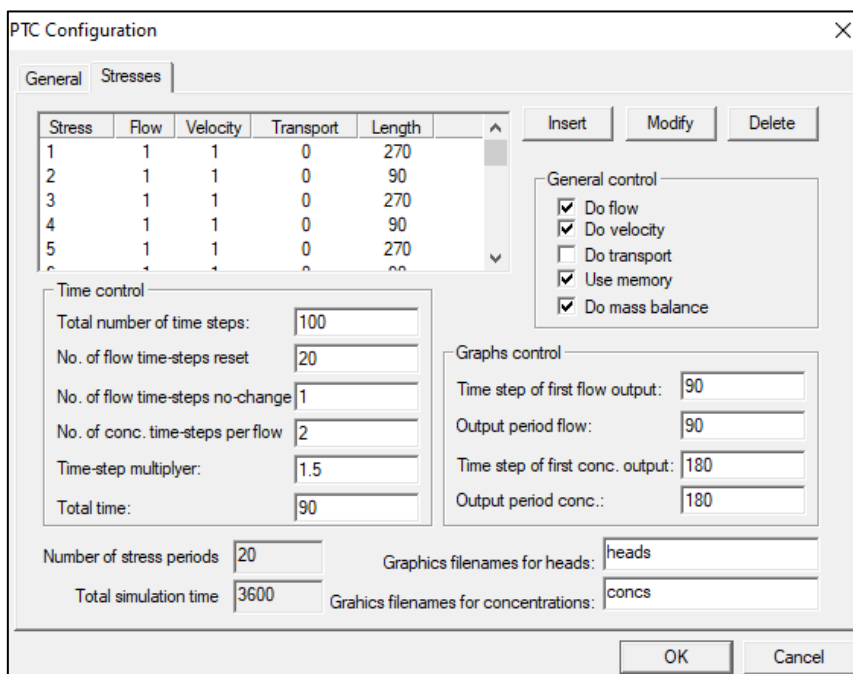 PTC Configuration
General Stresses
Stress Flow Velocity Transport Length
1 1 1 0 270
2 1 1 0 90
3 1 1 0 270
4 1 1 0 90
5 1 1 0 270
Insert Modify Delete
General control
Do flow
Do velocity
Do transport
Use memory
Do mass balance
Time control
Total number of time steps: 100
No. of flow time-steps reset 20
No. of flow time-steps no-change 1
No. of conc. time-steps per flow 2
Time-step multiplyer: 1.5
Total time: 90
Graphs control
Time step of first flow output: 90
Output period flow: 90
Time step of first conc. output: 180
Output period conc.: 180
Number of stress periods 20
Total simulation time 3600
Graphics filenames for heads: heads
Grahics filenames for concentrations: concs
OK Cancel